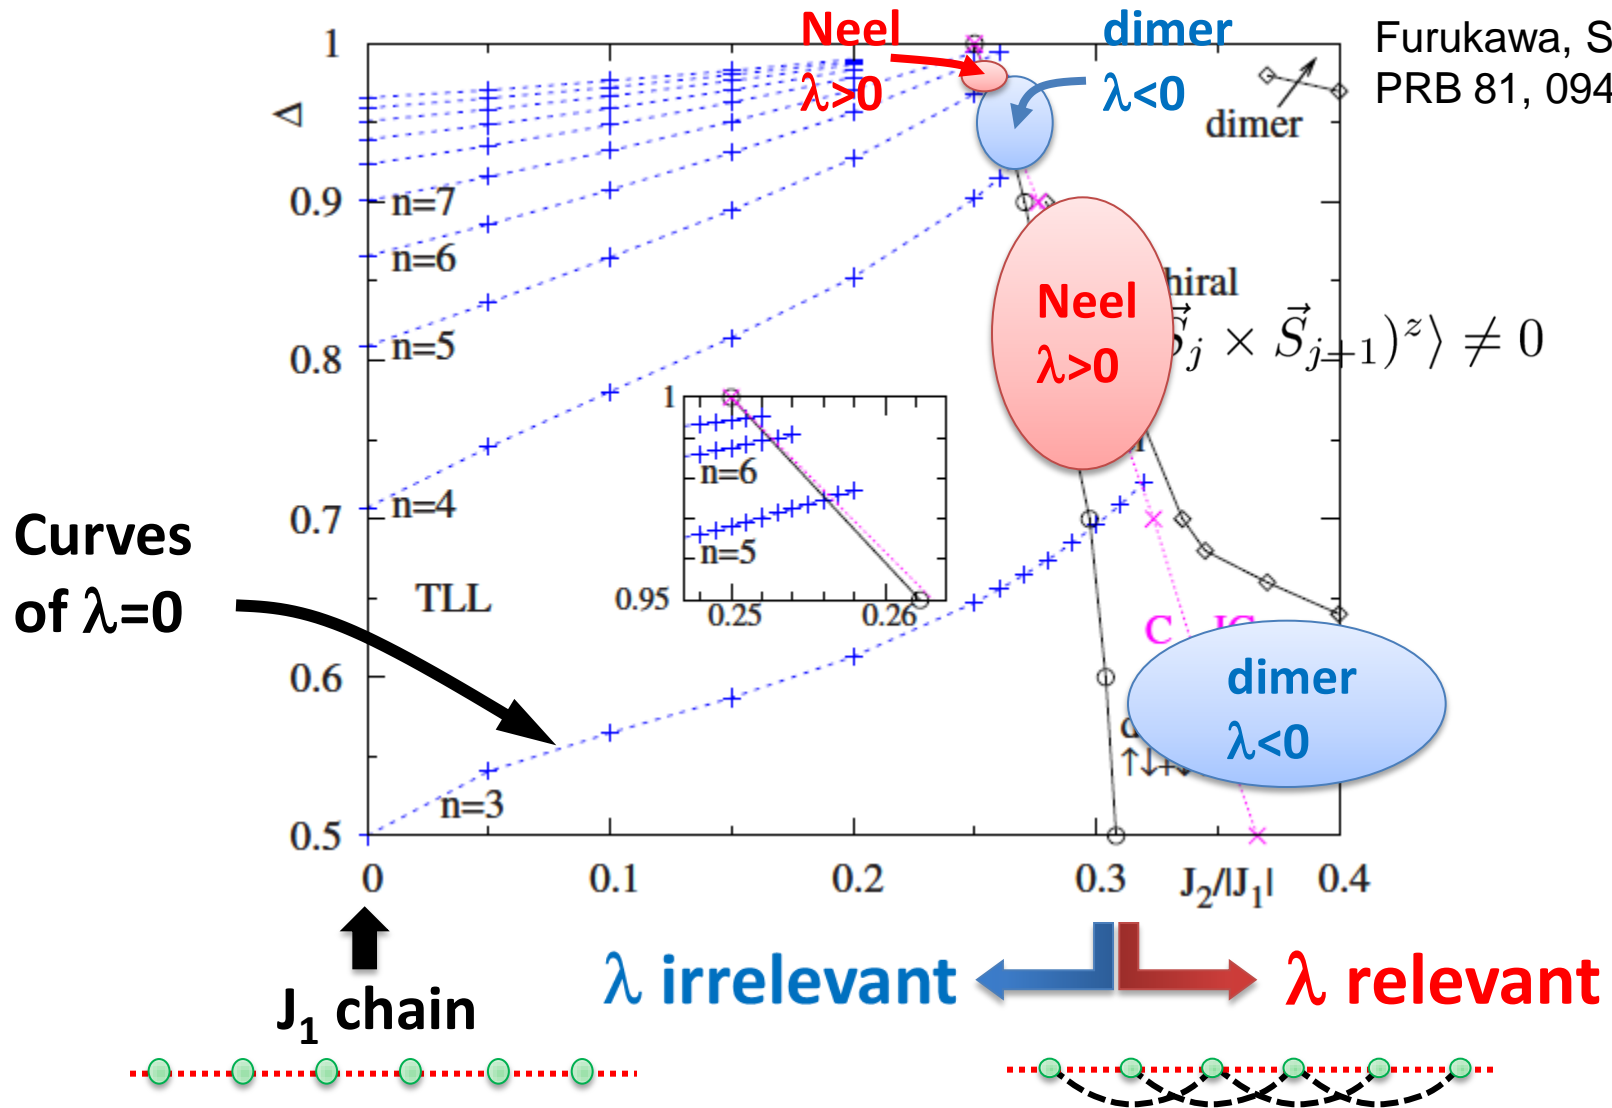 Neel
λ>0
dimer
λ<0
Furukawa, S
PRB 81, 094
1
Δ
dimer
0.9
n=7
n=6
hiral
Neel
λ>0
S⃗j × S⃗j+1)ᶻ⟩ ≠ 0
0.8
n=5
1
n=6
n=5
0.95
0.25
0.26
0.7
n=4
Curves
of λ=0
TLL
C
IC
0.6
dimer
λ<0
n=3
0.5
0
0.1
0.2
0.3
J₂/|J₁|
0.4
λ irrelevant
λ relevant
J₁ chain